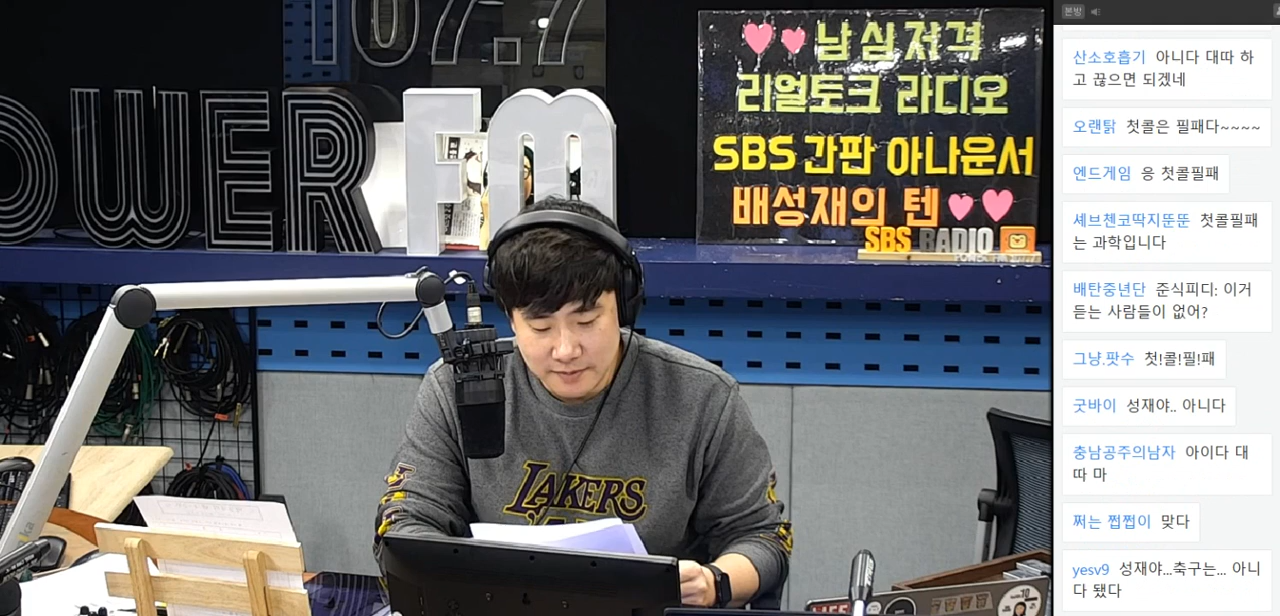 107.7
OWER FM
남심저격
리얼토크 라디오
SBS 간판 아나운서
배성재의 텐
SBS RADIO
POWER FM 107.7
LAKERS
본방
산소호흡기 아니다 대따 하
고 끊으면 되겠네
오랜탉 첫콜은 필패다~~~~
엔드게임 응 첫콜필패
셰브첸코딱지뚠뚠 첫콜필패
는 과학입니다
배탄중년단 준식피디: 이거
듣는 사람들이 없어?
그냥.팟수 첫!콜!필!패
굿바이 성재야.. 아니다
충남공주의남자 아이다 대
따 마
쩌는 쩝쩝이 맞다
yesv9 성재야...축구는... 아니
다 됐다